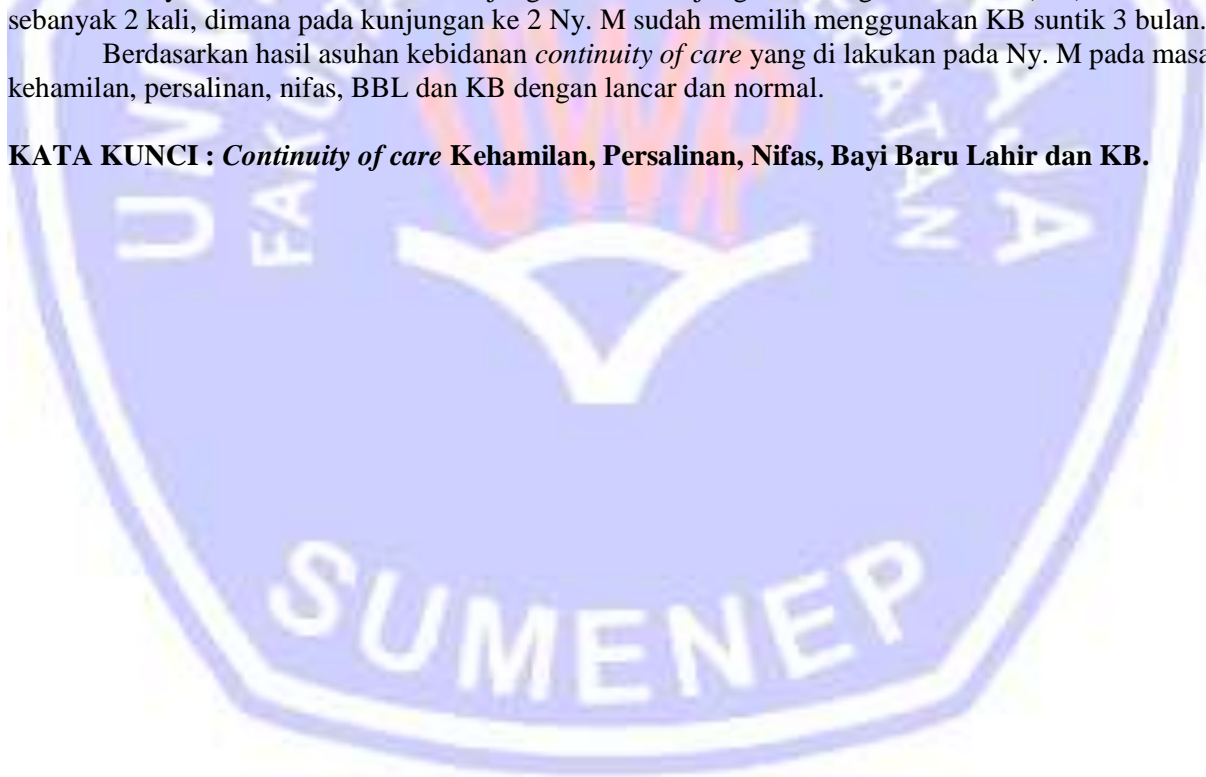 sebanyak 2 kali, dimana pada kunjungan ke 2 Ny. M sudah memilih menggunakan KB suntik 3 bulan.
Berdasarkan hasil asuhan kebidanan continuity of care yang di lakukan pada Ny. M pada masa
kehamilan, persalinan, nifas, BBL dan KB dengan lancar dan normal.
KATA KUNCI : Continuity of care Kehamilan, Persalinan, Nifas, Bayi Baru Lahir dan KB.
UWR
SUMENEP